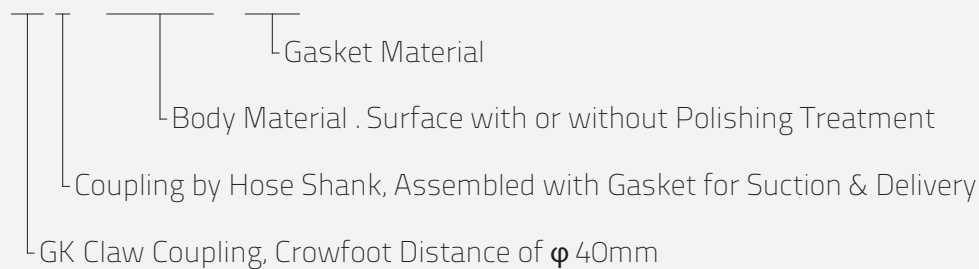 Gasket Material
Body Material . Surface with or without Polishing Treatment
Coupling by Hose Shank, Assembled with Gasket for Suction & Delivery
GK Claw Coupling, Crowfoot Distance of φ 40mm